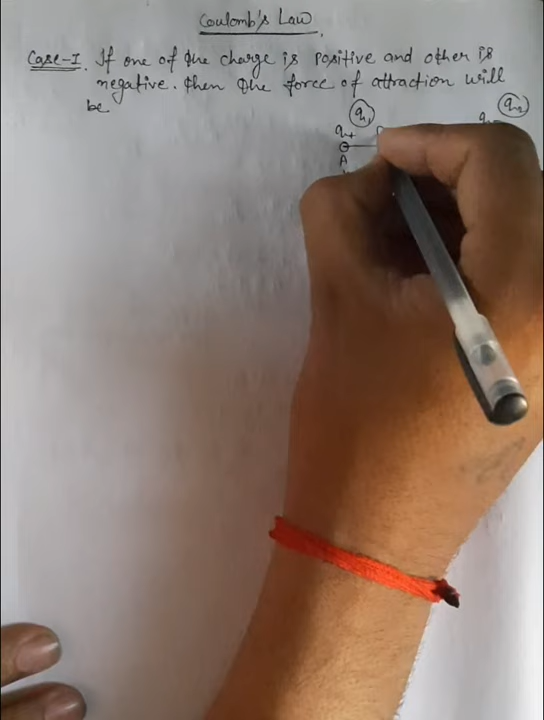 Coulomb's Law.
Case-I. If one of the charge is positive and other is
negative. then the force of attraction will
be
q₁ q₂
q+ q-
A